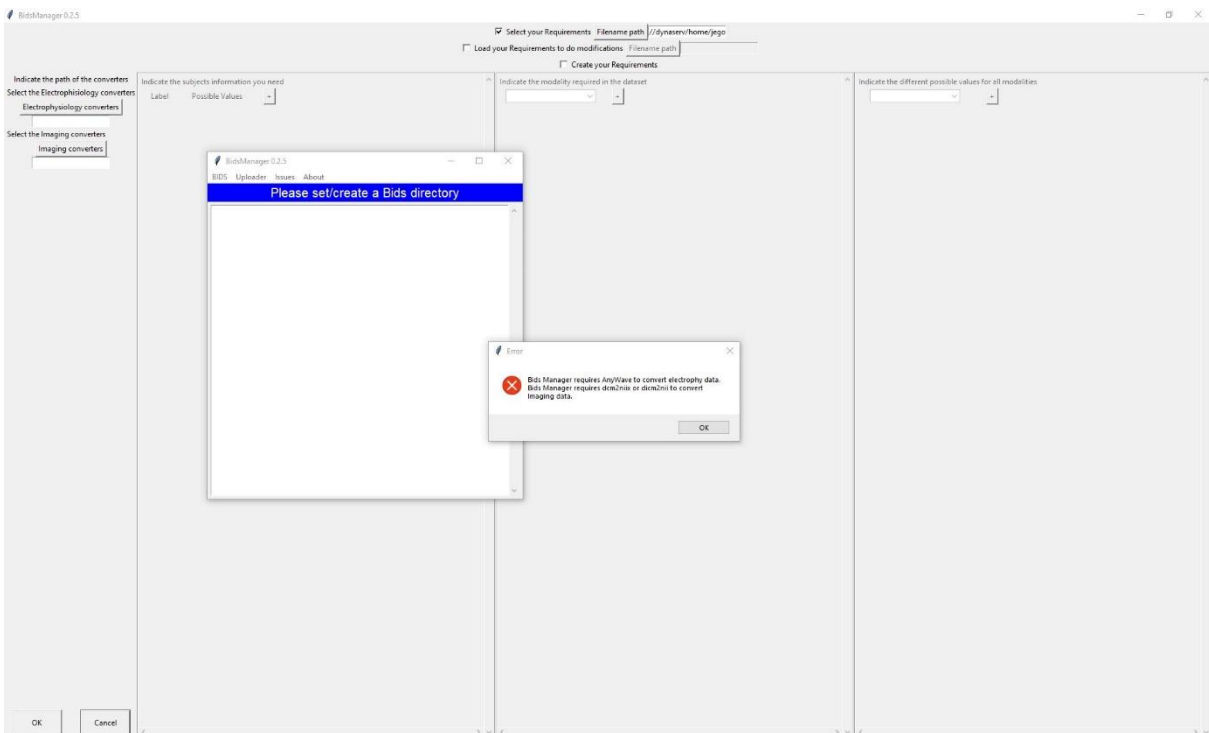 BidsManager 0.2.5
Select your Requirements Filename path //dynaserv/home/jego
Load your Requirements to do modifications Filename path
Create your Requirements
Indicate the path of the converters
Select the Electrophisiology converters
Electrophysiology converters
Select the Imaging converters
Imaging converters
Indicate the subjects information you need
Label Possible Values +
Indicate the modality required in the dataset
+
Indicate the different possible values for all modalities
+
BidsManager 0.2.5
BIDS Uploader Issues About
Please set/create a Bids directory
Error
Bids Manager requires AnyWave to convert electrophy data.
Bids Manager requires dcm2niix or dicm2nii to convert
Imaging data.
OK
OK Cancel